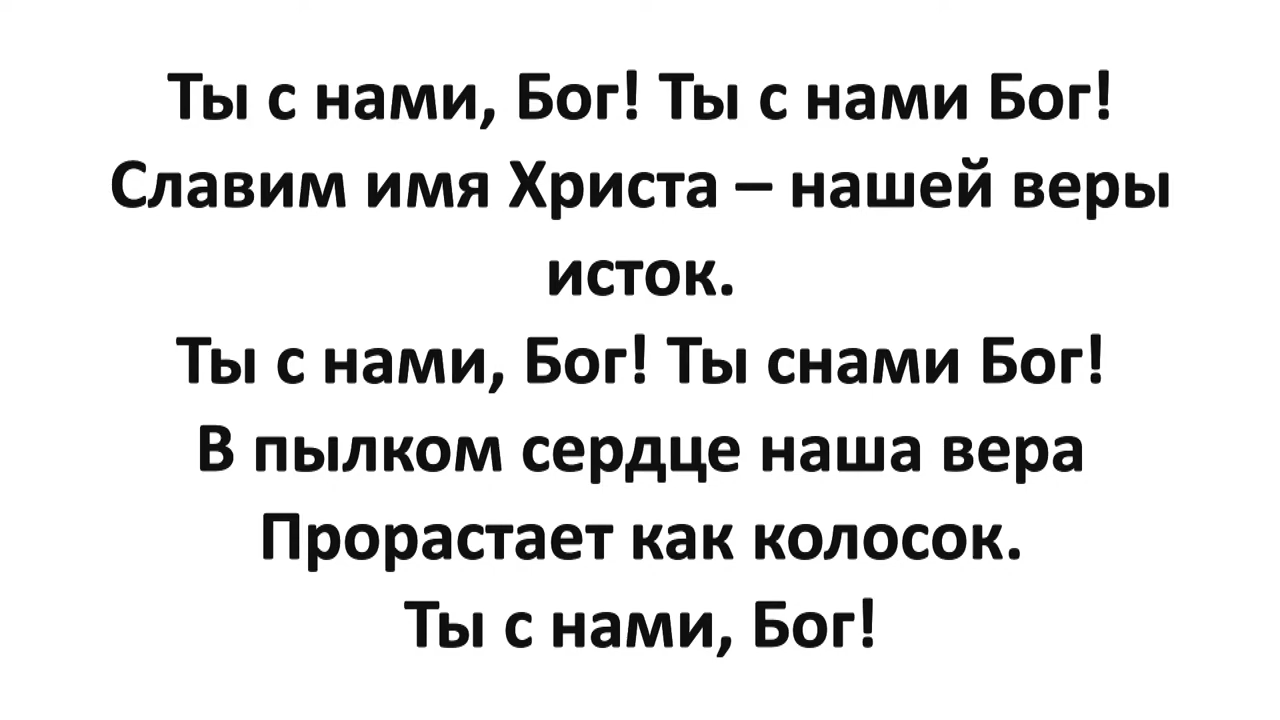 Ты с нами, Бог! Ты с нами Бог!
Славим имя Христа – нашей веры
исток.
Ты с нами, Бог! Ты снами Бог!
В пылком сердце наша вера
Прорастает как колосок.
Ты с нами, Бог!